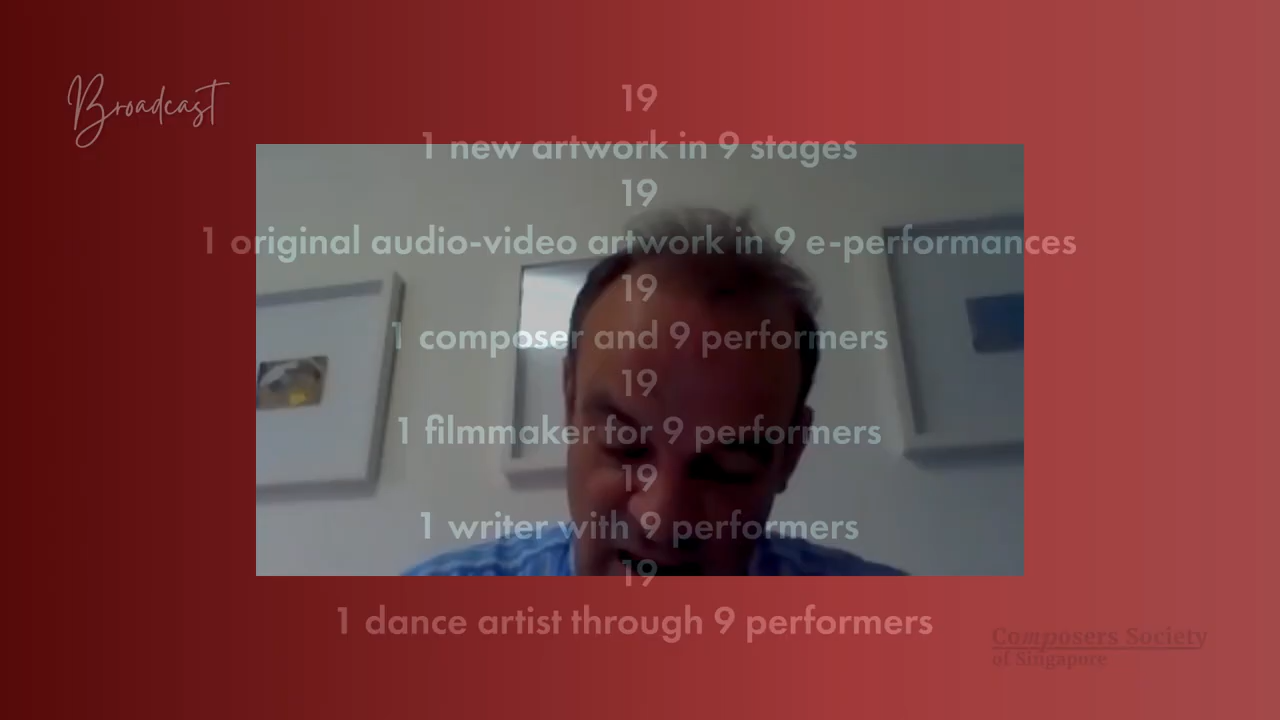 Broadcast
19
1 new artwork in 9 stages
19
1 original audio-video artwork in 9 e-performances
19
1 composer and 9 performers
19
1 filmmaker for 9 performers
19
1 writer with 9 performers
19
1 dance artist through 9 performers
Composers Society
of Singapore